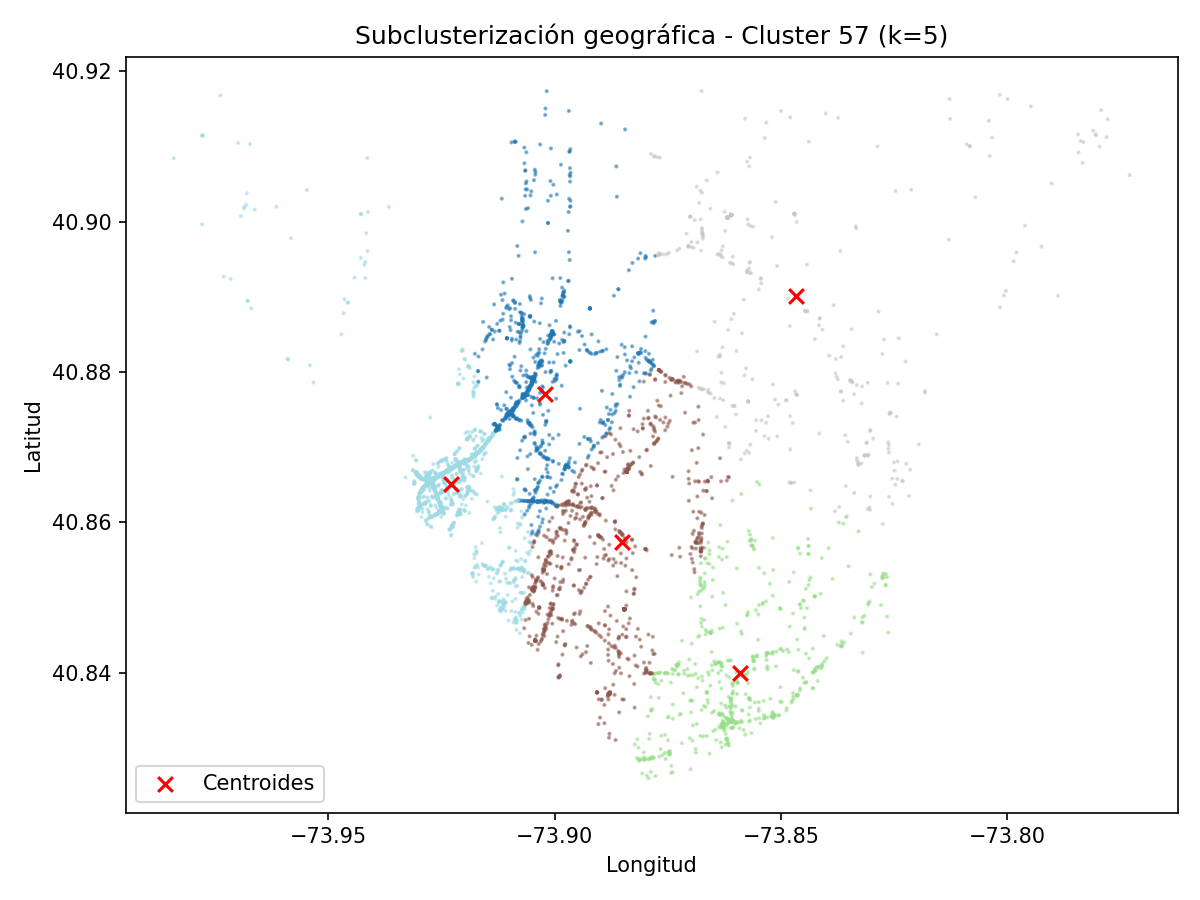 Subclusterización geográfica - Cluster 57 (k=5)
40.92
40.90
40.88
40.86
40.84
Latitud
Centroides
−73.95
−73.90
−73.85
−73.80
Longitud